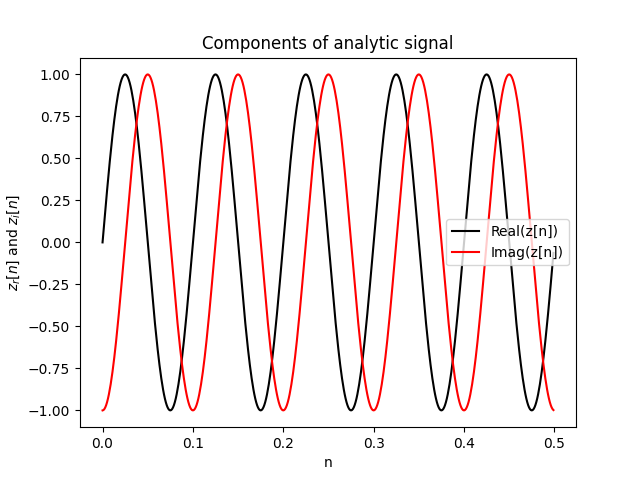 Components of analytic signal
1.00
0.75
0.50
0.25
0.00
−0.25
−0.50
−0.75
−1.00
z_r[n] and z_i[n]
Real(z[n])
Imag(z[n])
0.0 0.1 0.2 0.3 0.4 0.5
n